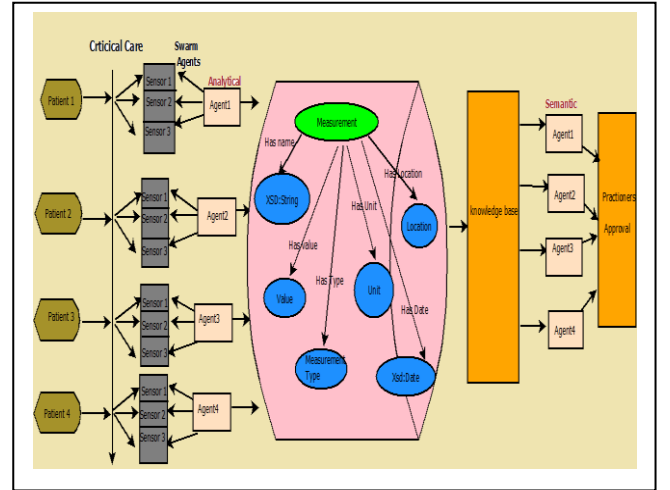 Crticical Care
Swarm
Agents
Analytical
Patient 1
Sensor 1
Sensor 2
Sensor 3
Agent1
Patient 2
Sensor 1
Sensor 2
Sensor 3
Agent2
Patient 3
Sensor 1
Sensor 2
Sensor 3
Agent3
Patient 4
Sensor 1
Sensor 2
Sensor 3
Agent4
Measurement
Has name
Has Location
XSD:String
Has Unit
Location
Has value
Has Type
Value
Unit
Has Date
Measurement
Type
Xsd:Date
knowledge base
Semantic
Agent1
Agent2
Agent3
Agent4
Practioners
Approval